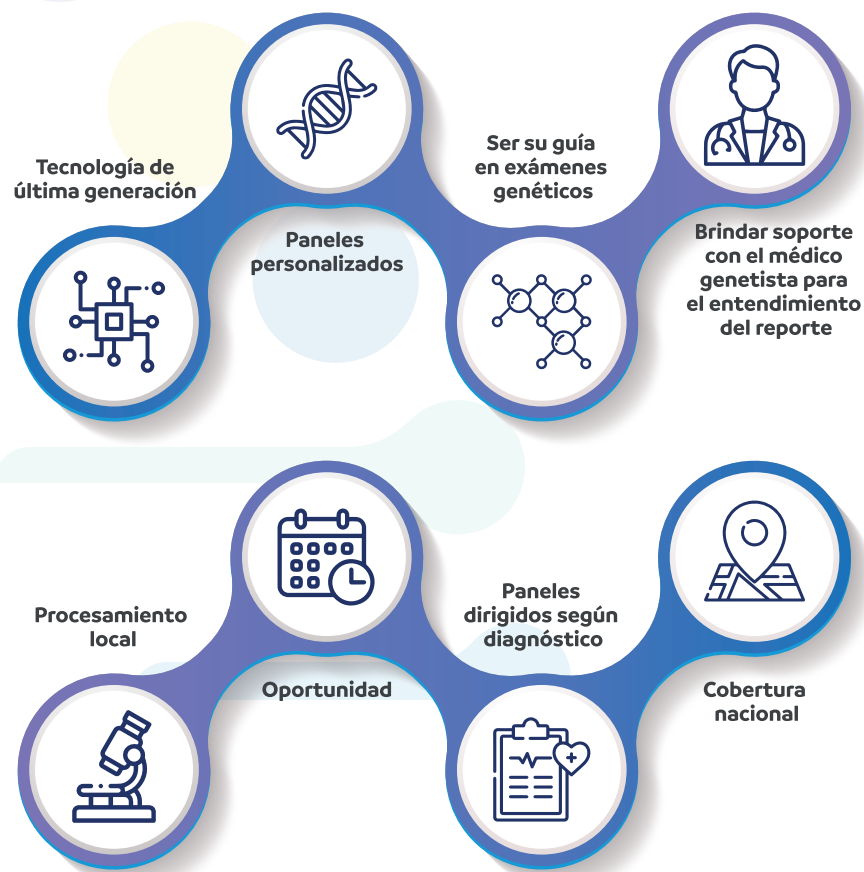 Tecnología de
última generación
Paneles
personalizados
Ser su guía
en exámenes
genéticos
Brindar soporte
con el médico
genetista para
el entendimiento
del reporte
Procesamiento
local
Oportunidad
Paneles
dirigidos según
diagnóstico
Cobertura
nacional